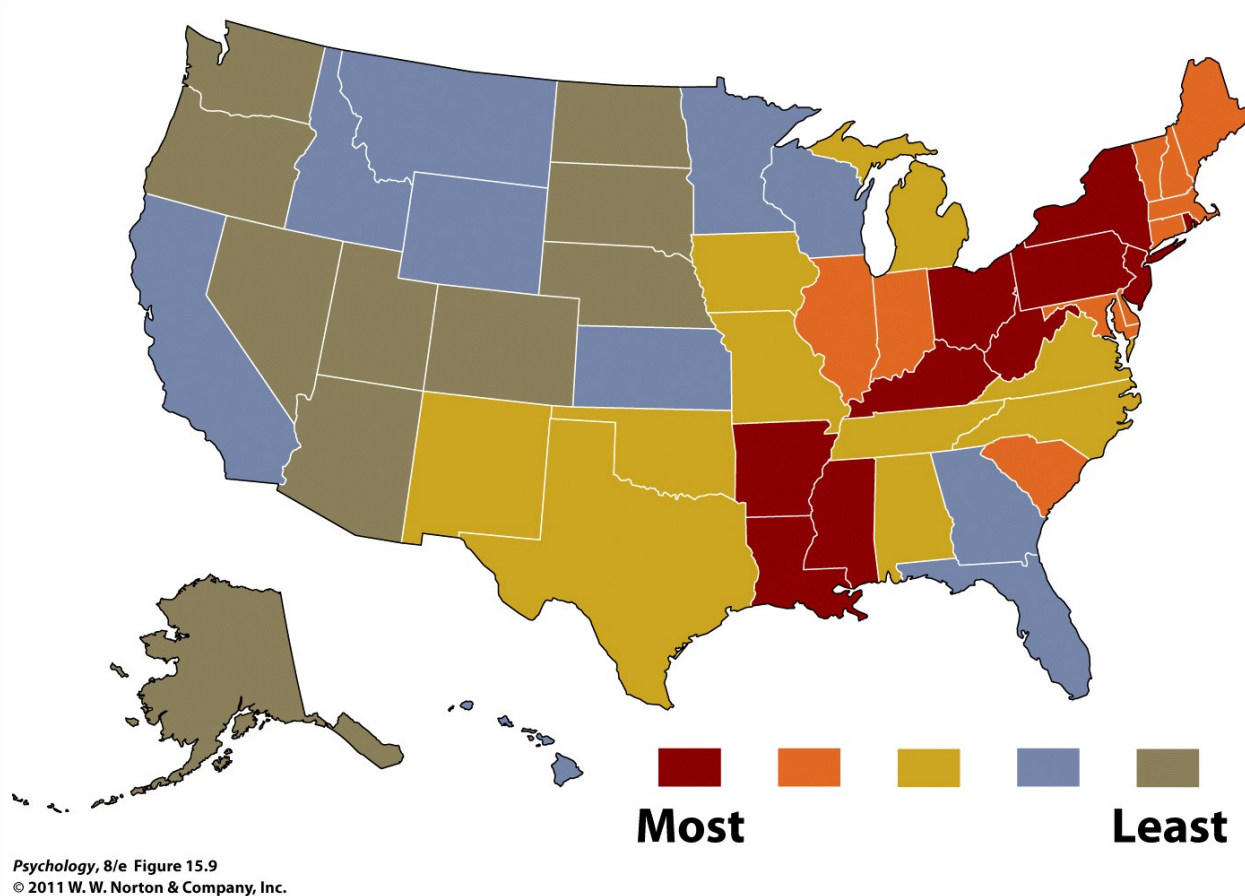 Most
Least
Psychology, 8/e Figure 15.9
© 2011 W. W. Norton & Company, Inc.